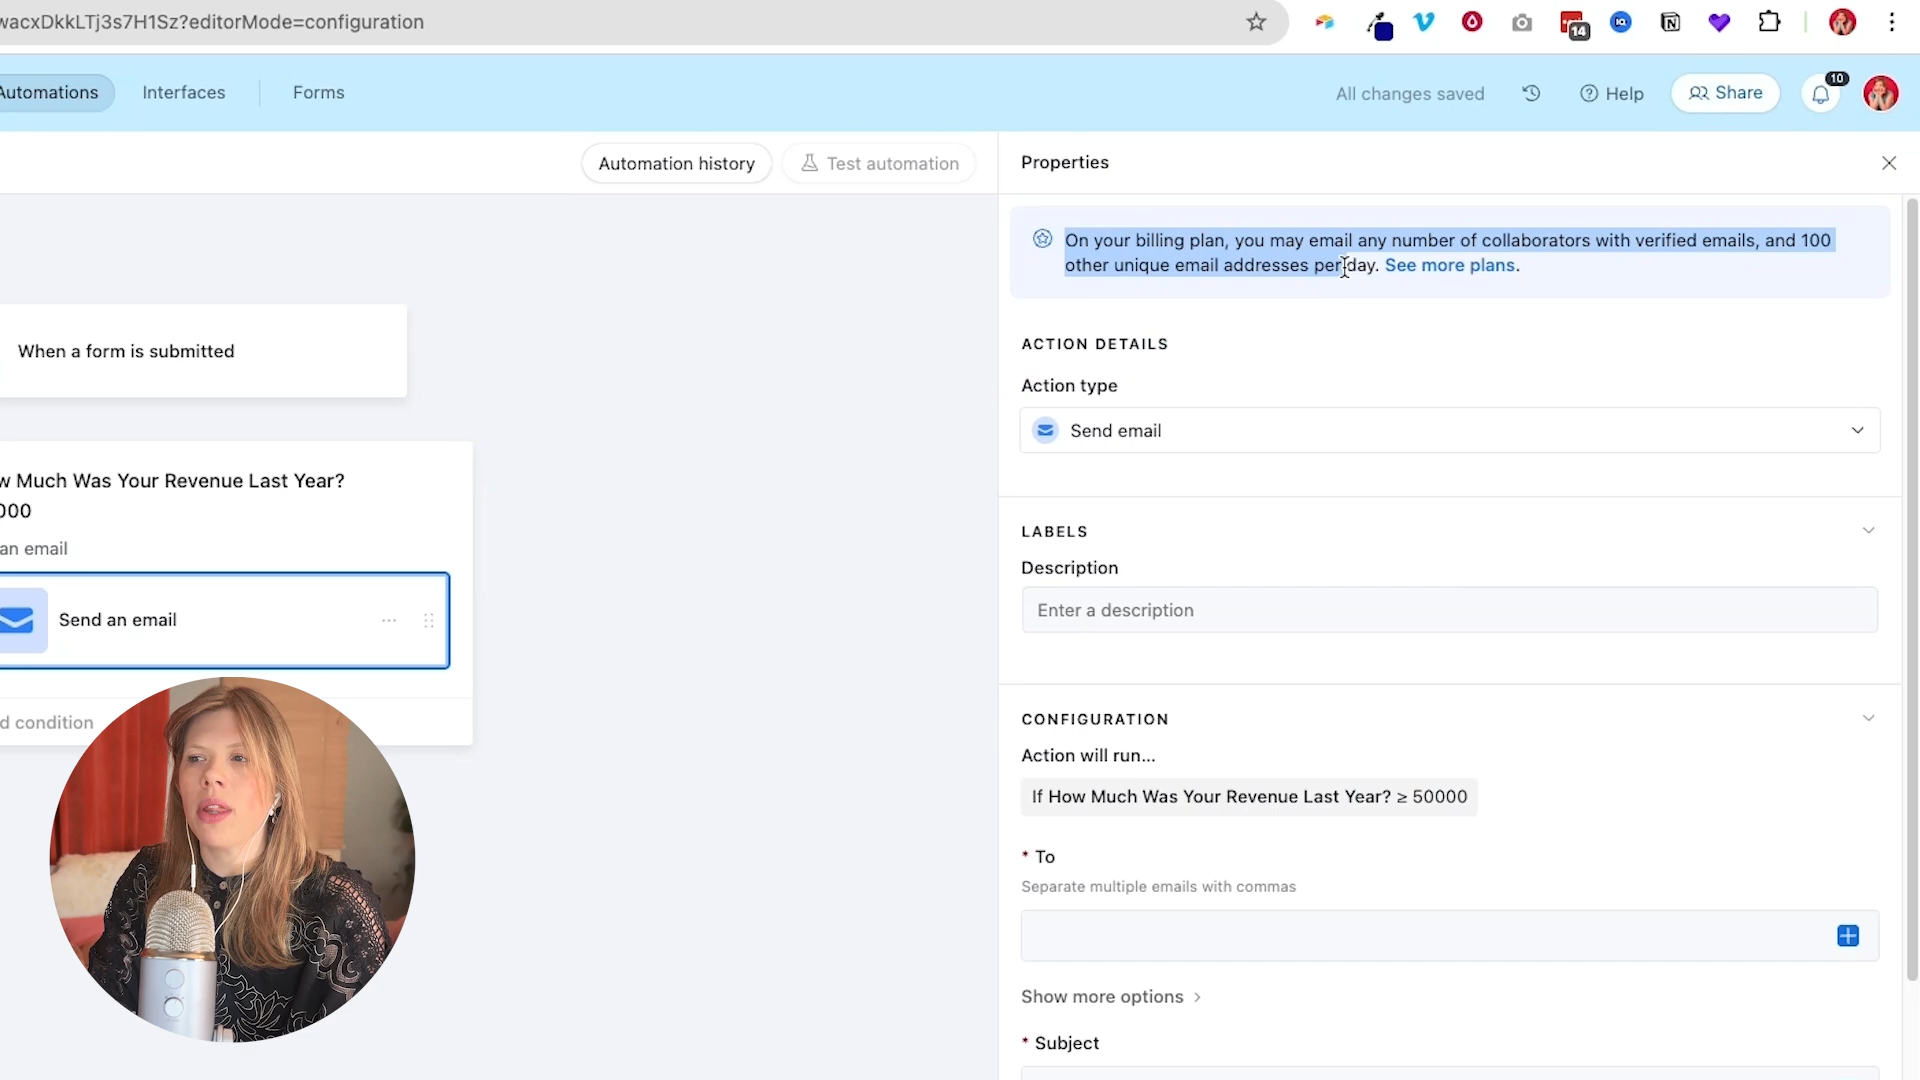 wacxDkkLTj3s7H1Sz?editorMode=configuration
14
Automations
Interfaces
Forms
All changes saved
Help
Share
10
Automation history
Test automation
Properties
On your billing plan, you may email any number of collaborators with verified emails, and 100
other unique email addresses per day. See more plans.
When a form is submitted
ACTION DETAILS
Action type
Send email
w Much Was Your Revenue Last Year?
000
an email
Send an email
d condition
LABELS
Description
Enter a description
CONFIGURATION
Action will run...
If How Much Was Your Revenue Last Year? ≥ 50000
* To
Separate multiple emails with commas
Show more options
* Subject